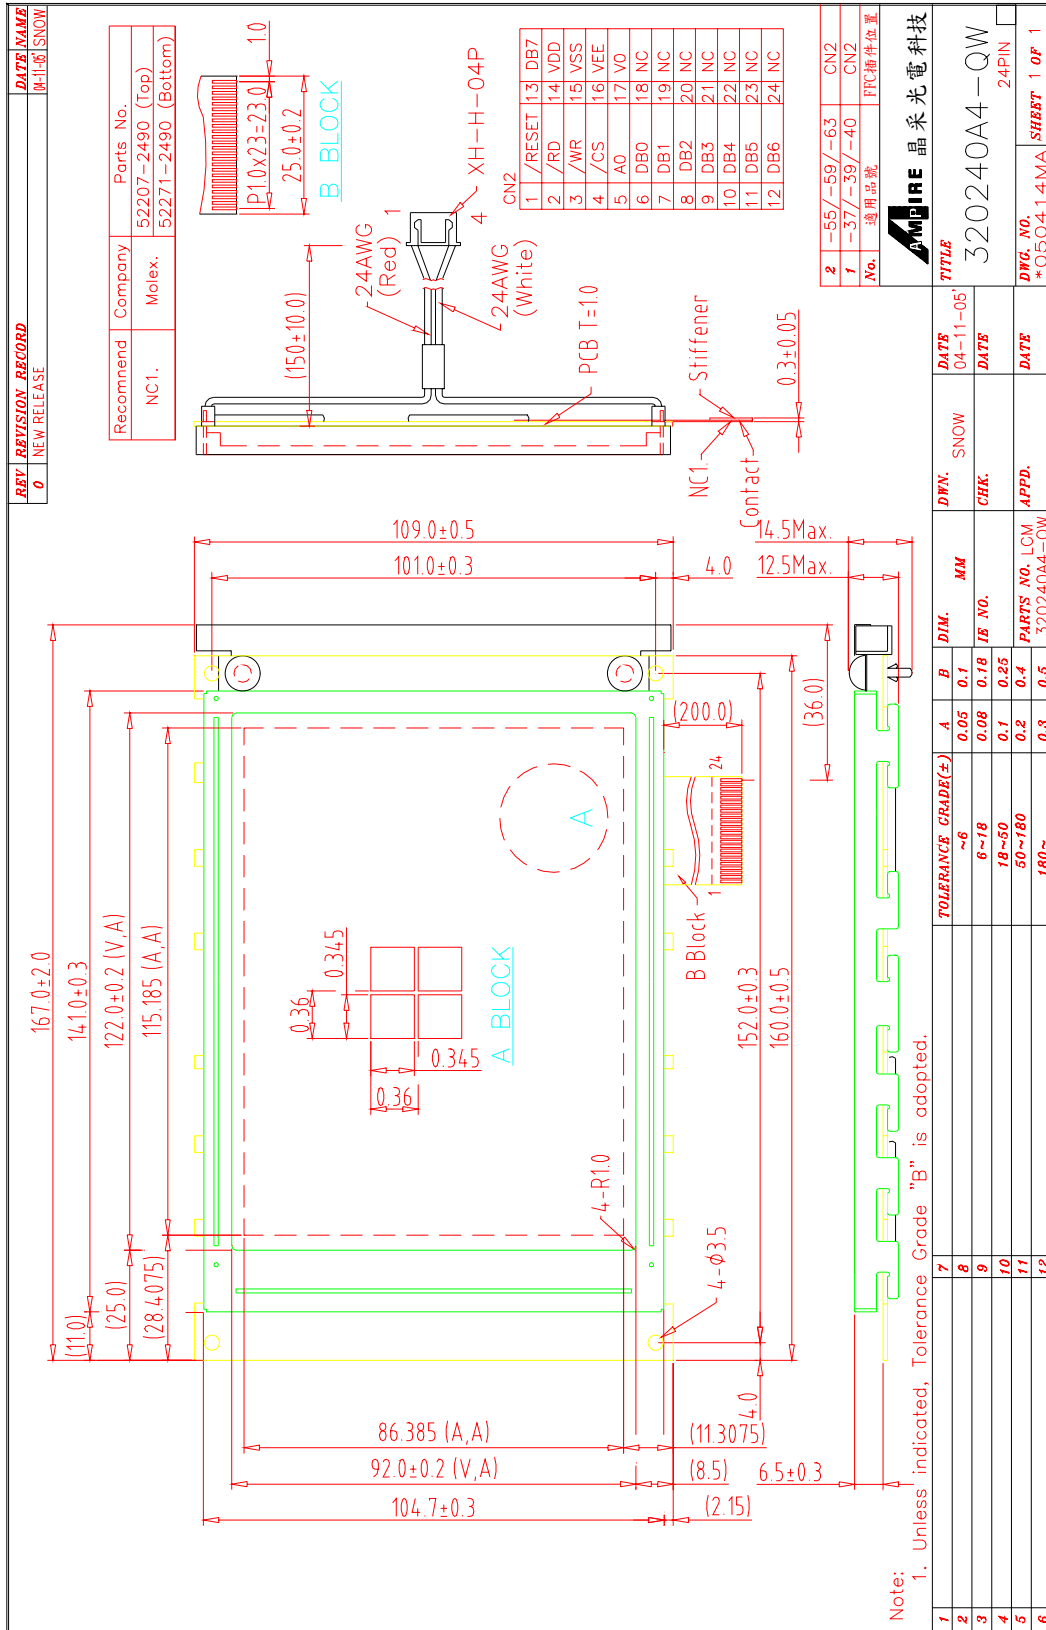 REV REVISION RECORD DATE NAME
0 NEW RELEASE 04-11-05' SNOW
Recomnend Company Parts No.
NC1. Molex. 52207-2490 (Top)
52271-2490 (Bottom)
1.0
P1.0x23=23.0
25.0±0.2
B BLOCK
(150±10.0)
24AWG
(Red)
24AWG
(White)
1
4
XH-H-04P
PCB T=1.0
Stiffener
0.3±0.05
NC1.
Contact
CN2
1 /RESET 13 DB7
2 /RD 14 VDD
3 /WR 15 VSS
4 /CS 16 VEE
5 A0 17 V0
6 DB0 18 NC
7 DB1 19 NC
8 DB2 20 NC
9 DB3 21 NC
10 DB4 22 NC
11 DB5 23 NC
12 DB6 24 NC
167.0±2.0
141.0±0.3
122.0±0.2 (V,A)
115.185 (A,A)
(11.0)
(25.0)
(28.4075)
109.0±0.5
101.0±0.3
4.0
14.5Max.
12.5Max.
(36.0)
(200.0)
24
1
B Block
A
0.36
0.345
0.345
0.36
A BLOCK
152.0±0.3
160.0±0.5
4-R1.0
4-Φ3.5
4.0
86.385 (A,A)
92.0±0.2 (V,A)
104.7±0.3
(11.3075)
(8.5)
(2.15)
6.5±0.3
Note:
1. Unless indicated, Tolerance Grade "B" is adopted.
2 -55/-59/-63 CN2
1 -37/-39/-40 CN2
No. 適用品號 FFC插件位置
AMPIRE 晶采光電科技
TITLE
320240A4-QW
24PIN
DWG. NO.
*050414MA
SHEET 1 OF 1
DWN. SNOW DATE 04-11-05'
CHK. DATE
APPD. DATE
DIM. MM
IE NO.
PARTS NO. LCM
320240A4-QW
TOLERANCE GRADE(±) A B
~6 0.05 0.1
6~18 0.08 0.18
18~50 0.1 0.25
50~180 0.2 0.4
180~ 0.3 0.5
1 7
2 8
3 9
4 10
5 11
6 12